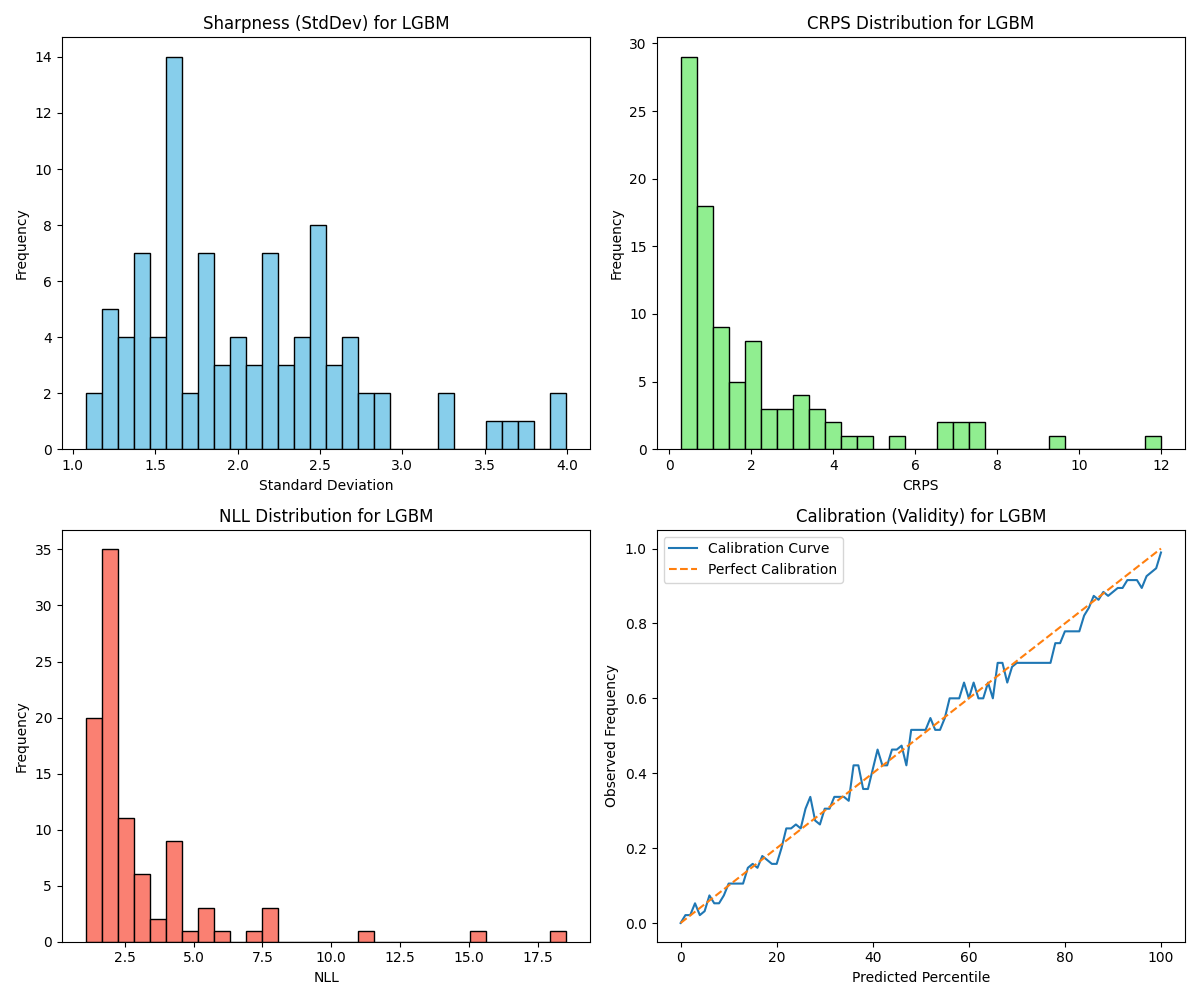 Sharpness (StdDev) for LGBM
14
12
10
8
6
4
2
0
Frequency
1.0 1.5 2.0 2.5 3.0 3.5 4.0
Standard Deviation
CRPS Distribution for LGBM
30
25
20
15
10
5
0
Frequency
0 2 4 6 8 10 12
CRPS
NLL Distribution for LGBM
35
30
25
20
15
10
5
0
Frequency
2.5 5.0 7.5 10.0 12.5 15.0 17.5
NLL
Calibration (Validity) for LGBM
Calibration Curve
Perfect Calibration
1.0
0.8
0.6
0.4
0.2
0.0
Observed Frequency
0 20 40 60 80 100
Predicted Percentile